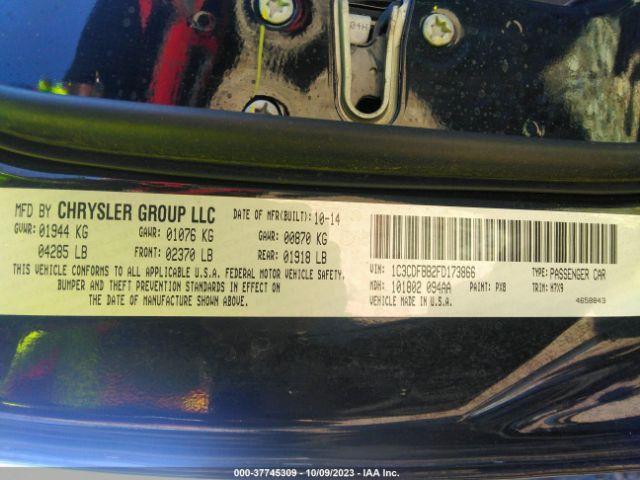 04H
MFD BY CHRYSLER GROUP LLC DATE OF MFR(BUILT): 10-14
GVWR: 01944 KG GAWR: 01076 KG GAWR: 00870 KG
04285 LB FRONT: 02370 LB REAR: 01918 LB
THIS VEHICLE CONFORMS TO ALL APPLICABLE U.S.A. FEDERAL MOTOR VEHICLE SAFETY,
BUMPER AND THEFT PREVENTION STANDARDS IN EFFECT ON
THE DATE OF MANUFACTURE SHOWN ABOVE.
VIN: 1C3CDFBB2FD173866 TYPE: PASSENGER CAR
MDH: 101802 094AA PAINT: PXB TRIM: H7X9
VEHICLE MADE IN U.S.A. 4658843
000-37745309 - 10/09/2023 - IAA Inc.